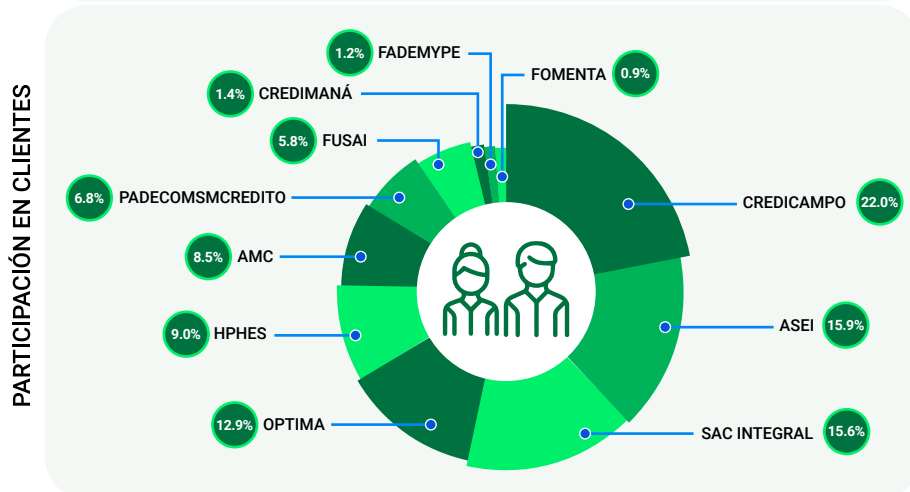 PARTICIPACIÓN EN CLIENTES
1.2% FADEMYPE
FOMENTA 0.9%
1.4% CREDIMANÁ
5.8% FUSAI
6.8% PADECOMSMCREDITO
CREDICAMPO 22.0%
8.5% AMC
9.0% HPHES
ASEI 15.9%
12.9% OPTIMA
SAC INTEGRAL 15.6%